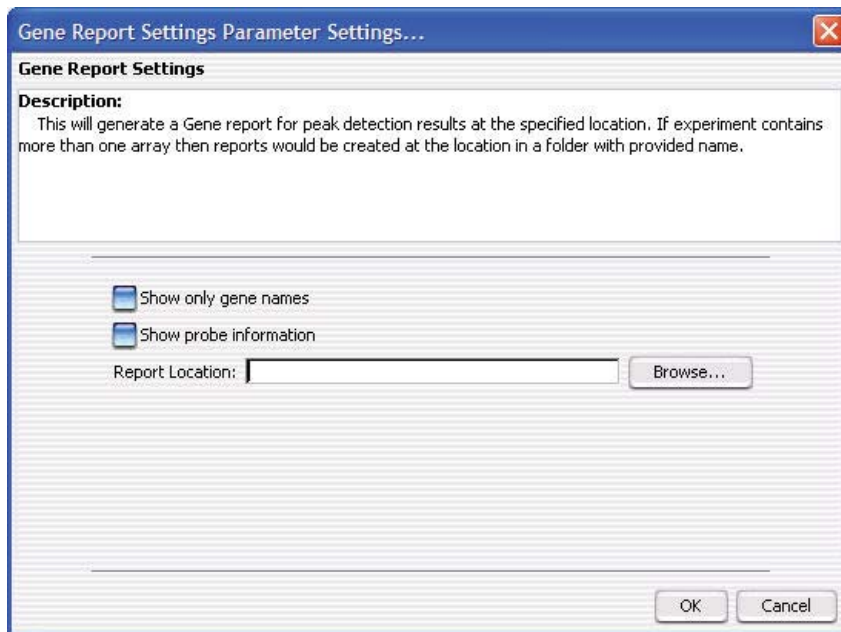 Gene Report Settings Parameter Settings...
Gene Report Settings
Description:
This will generate a Gene report for peak detection results at the specified location. If experiment contains
more than one array then reports would be created at the location in a folder with provided name.
Show only gene names
Show probe information
Report Location:
Browse...
OK
Cancel